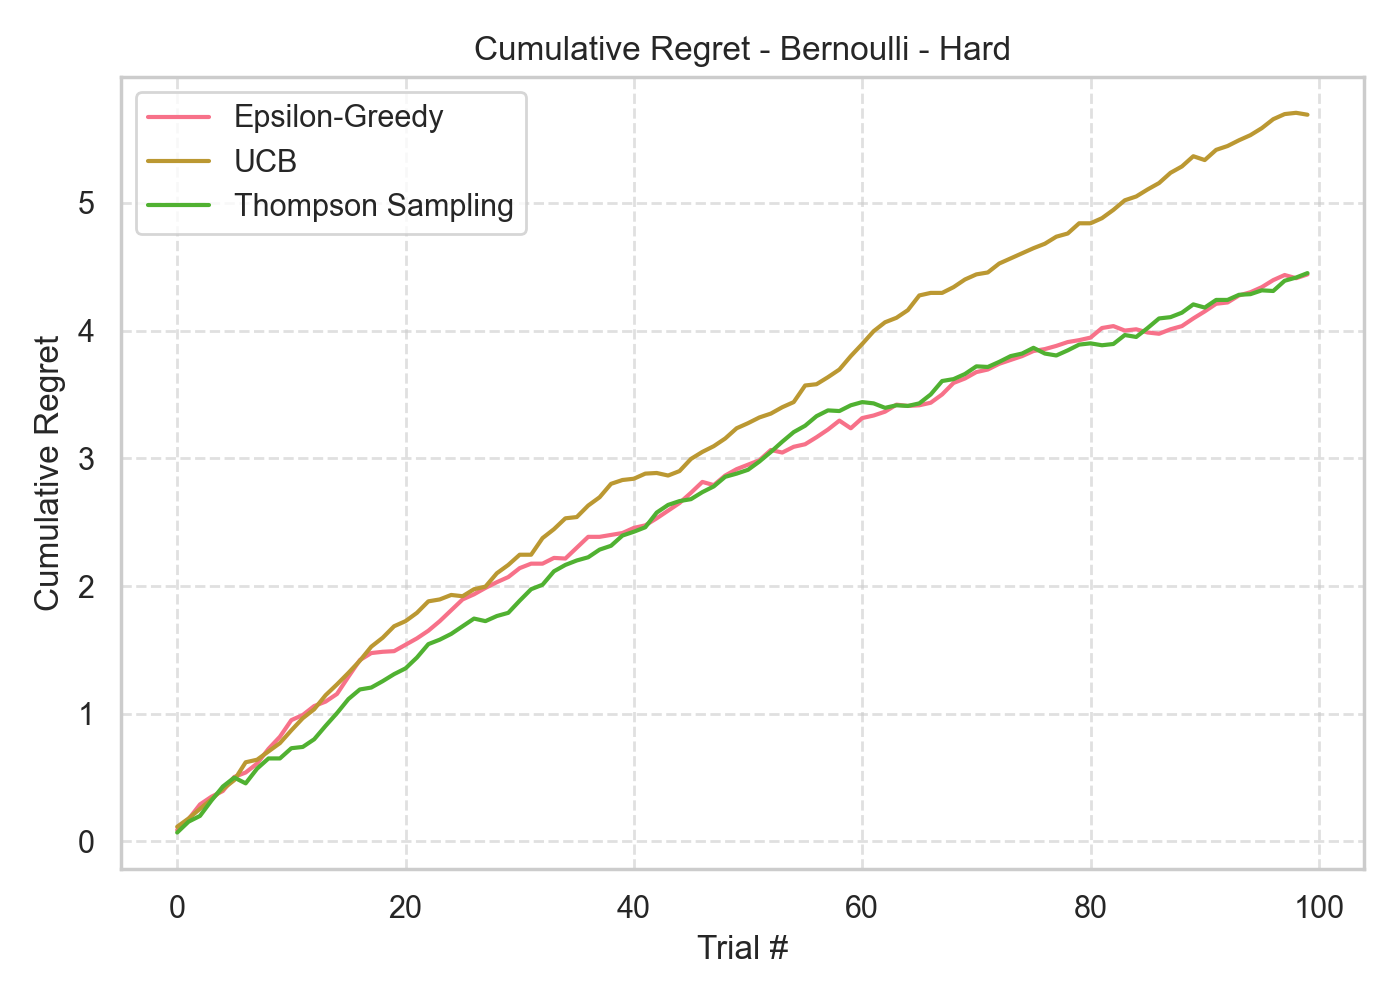 Cumulative Regret - Bernoulli - Hard
Epsilon-Greedy
UCB
Thompson Sampling
Cumulative Regret
5
4
3
2
1
0
0 20 40 60 80 100
Trial #